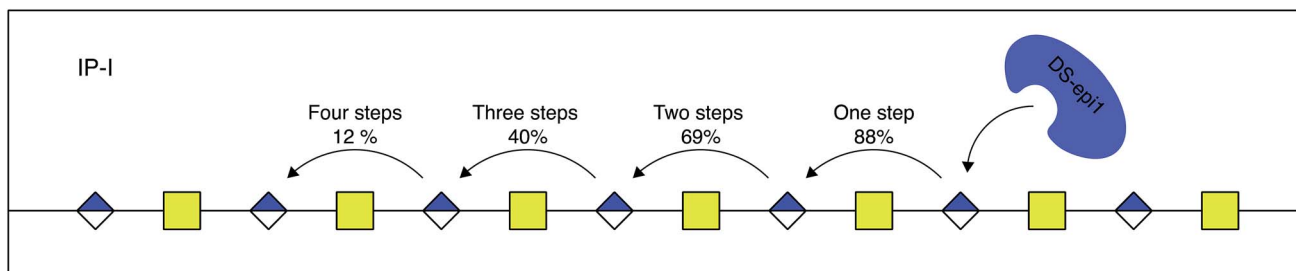 IP-I
DS-epi1
Four steps
12 %
Three steps
40%
Two steps
69%
One step
88%